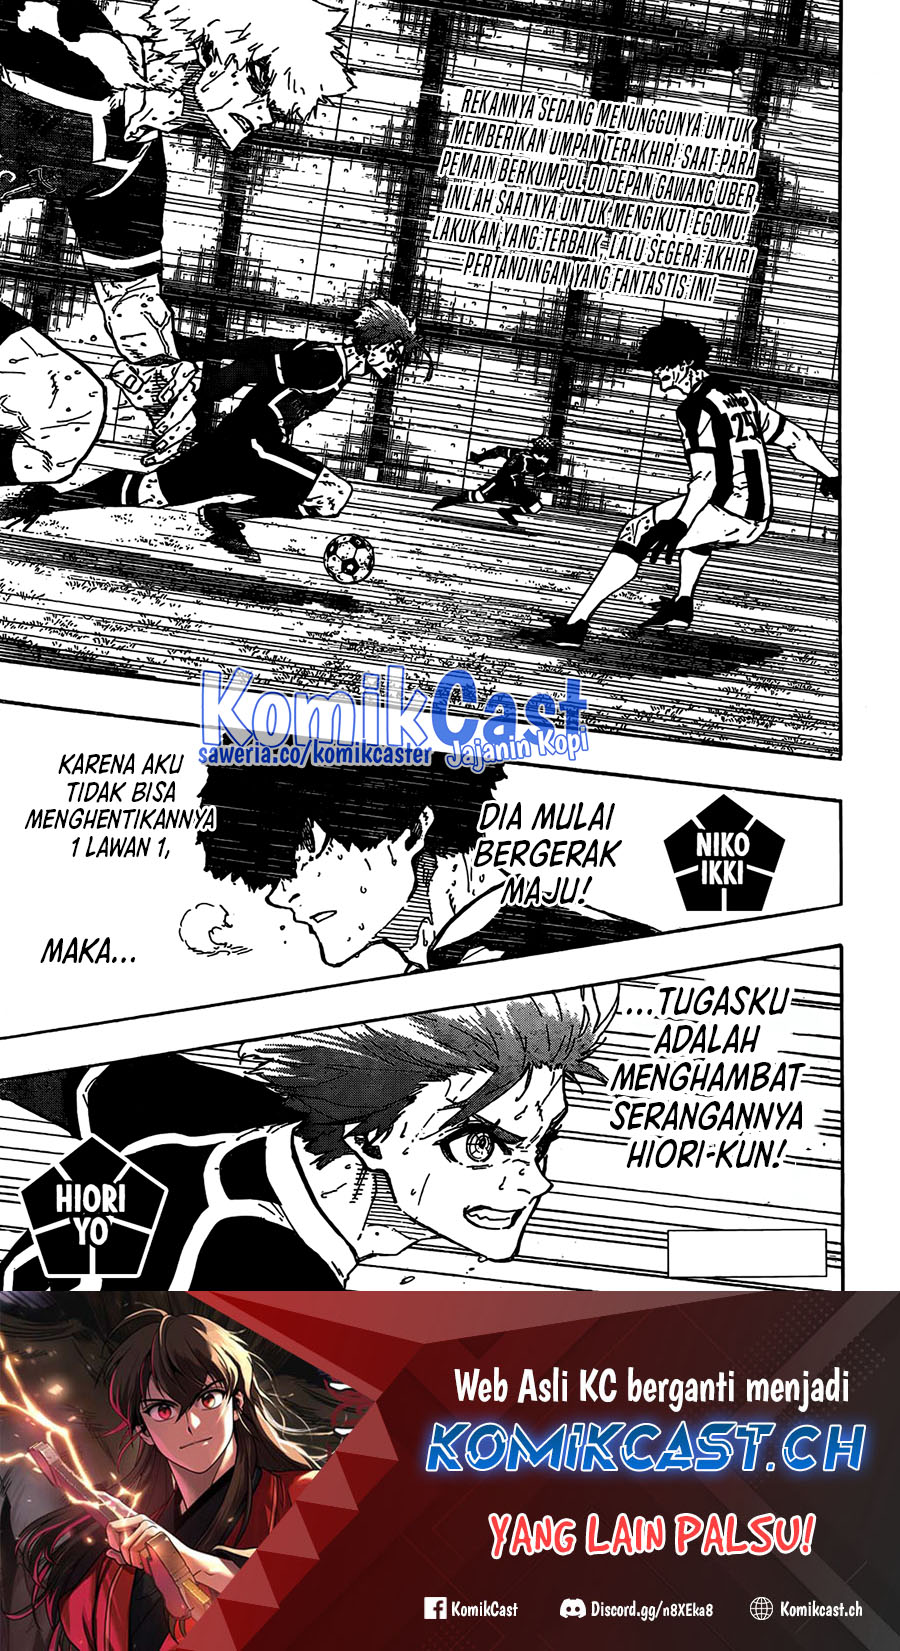 REKANNYA SEDANG MENUNGGUNYA UNTUK
MEMBERIKAN UMPAN TERAKHIR! SAAT PARA
PEMAIN BERKUMPUL DI DEPAN GAWANG UBER,
INILAH SAATNYA UNTUK MENGIKUTI EGOMU!
LAKUKAN YANG TERBAIK, LALU SEGERA AKHIRI
PERTANDINGAN YANG FANTASTIS INI!
25
KomikCast
saweria.co/komikcaster Jajanin Kopi
KARENA AKU
TIDAK BISA
MENGHENTIKANNYA
1 LAWAN 1,
DIA MULAI
BERGERAK
MAJU!
NIKO
IKKI
MAKA...
...TUGASKU
ADALAH
MENGHAMBAT
SERANGANNYA
HIORI-KUN!
HIORI
YO
Web Asli KC berganti menjadi
KOMIKCAST.CH
YANG LAIN PALSU!
KomikCast
Discord.gg/n8XEka8
Komikcast.ch